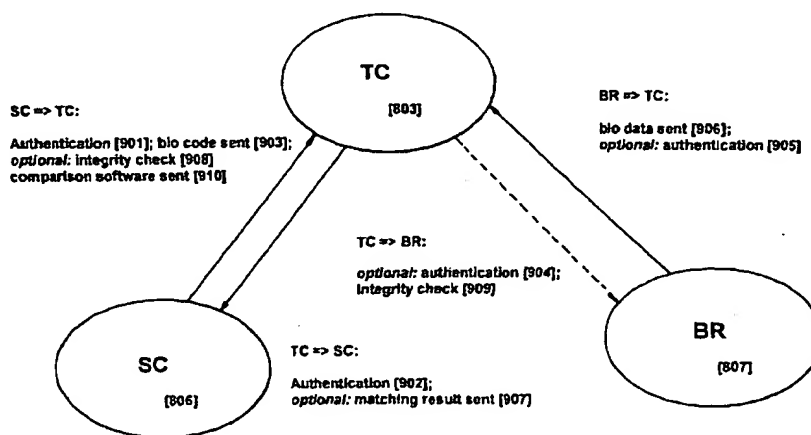 TC
[803]
SC => TC:
Authentication [901]; bio code sent [903];
optional: integrity check [908]
comparison software sent [910]
BR => TC:
bio data sent [906];
optional: authentication [905]
TC => BR:
optional: authentication [904];
integrity check [909]
SC
[806]
TC => SC:
Authentication [902];
optional: matching result sent [907]
BR
[807]